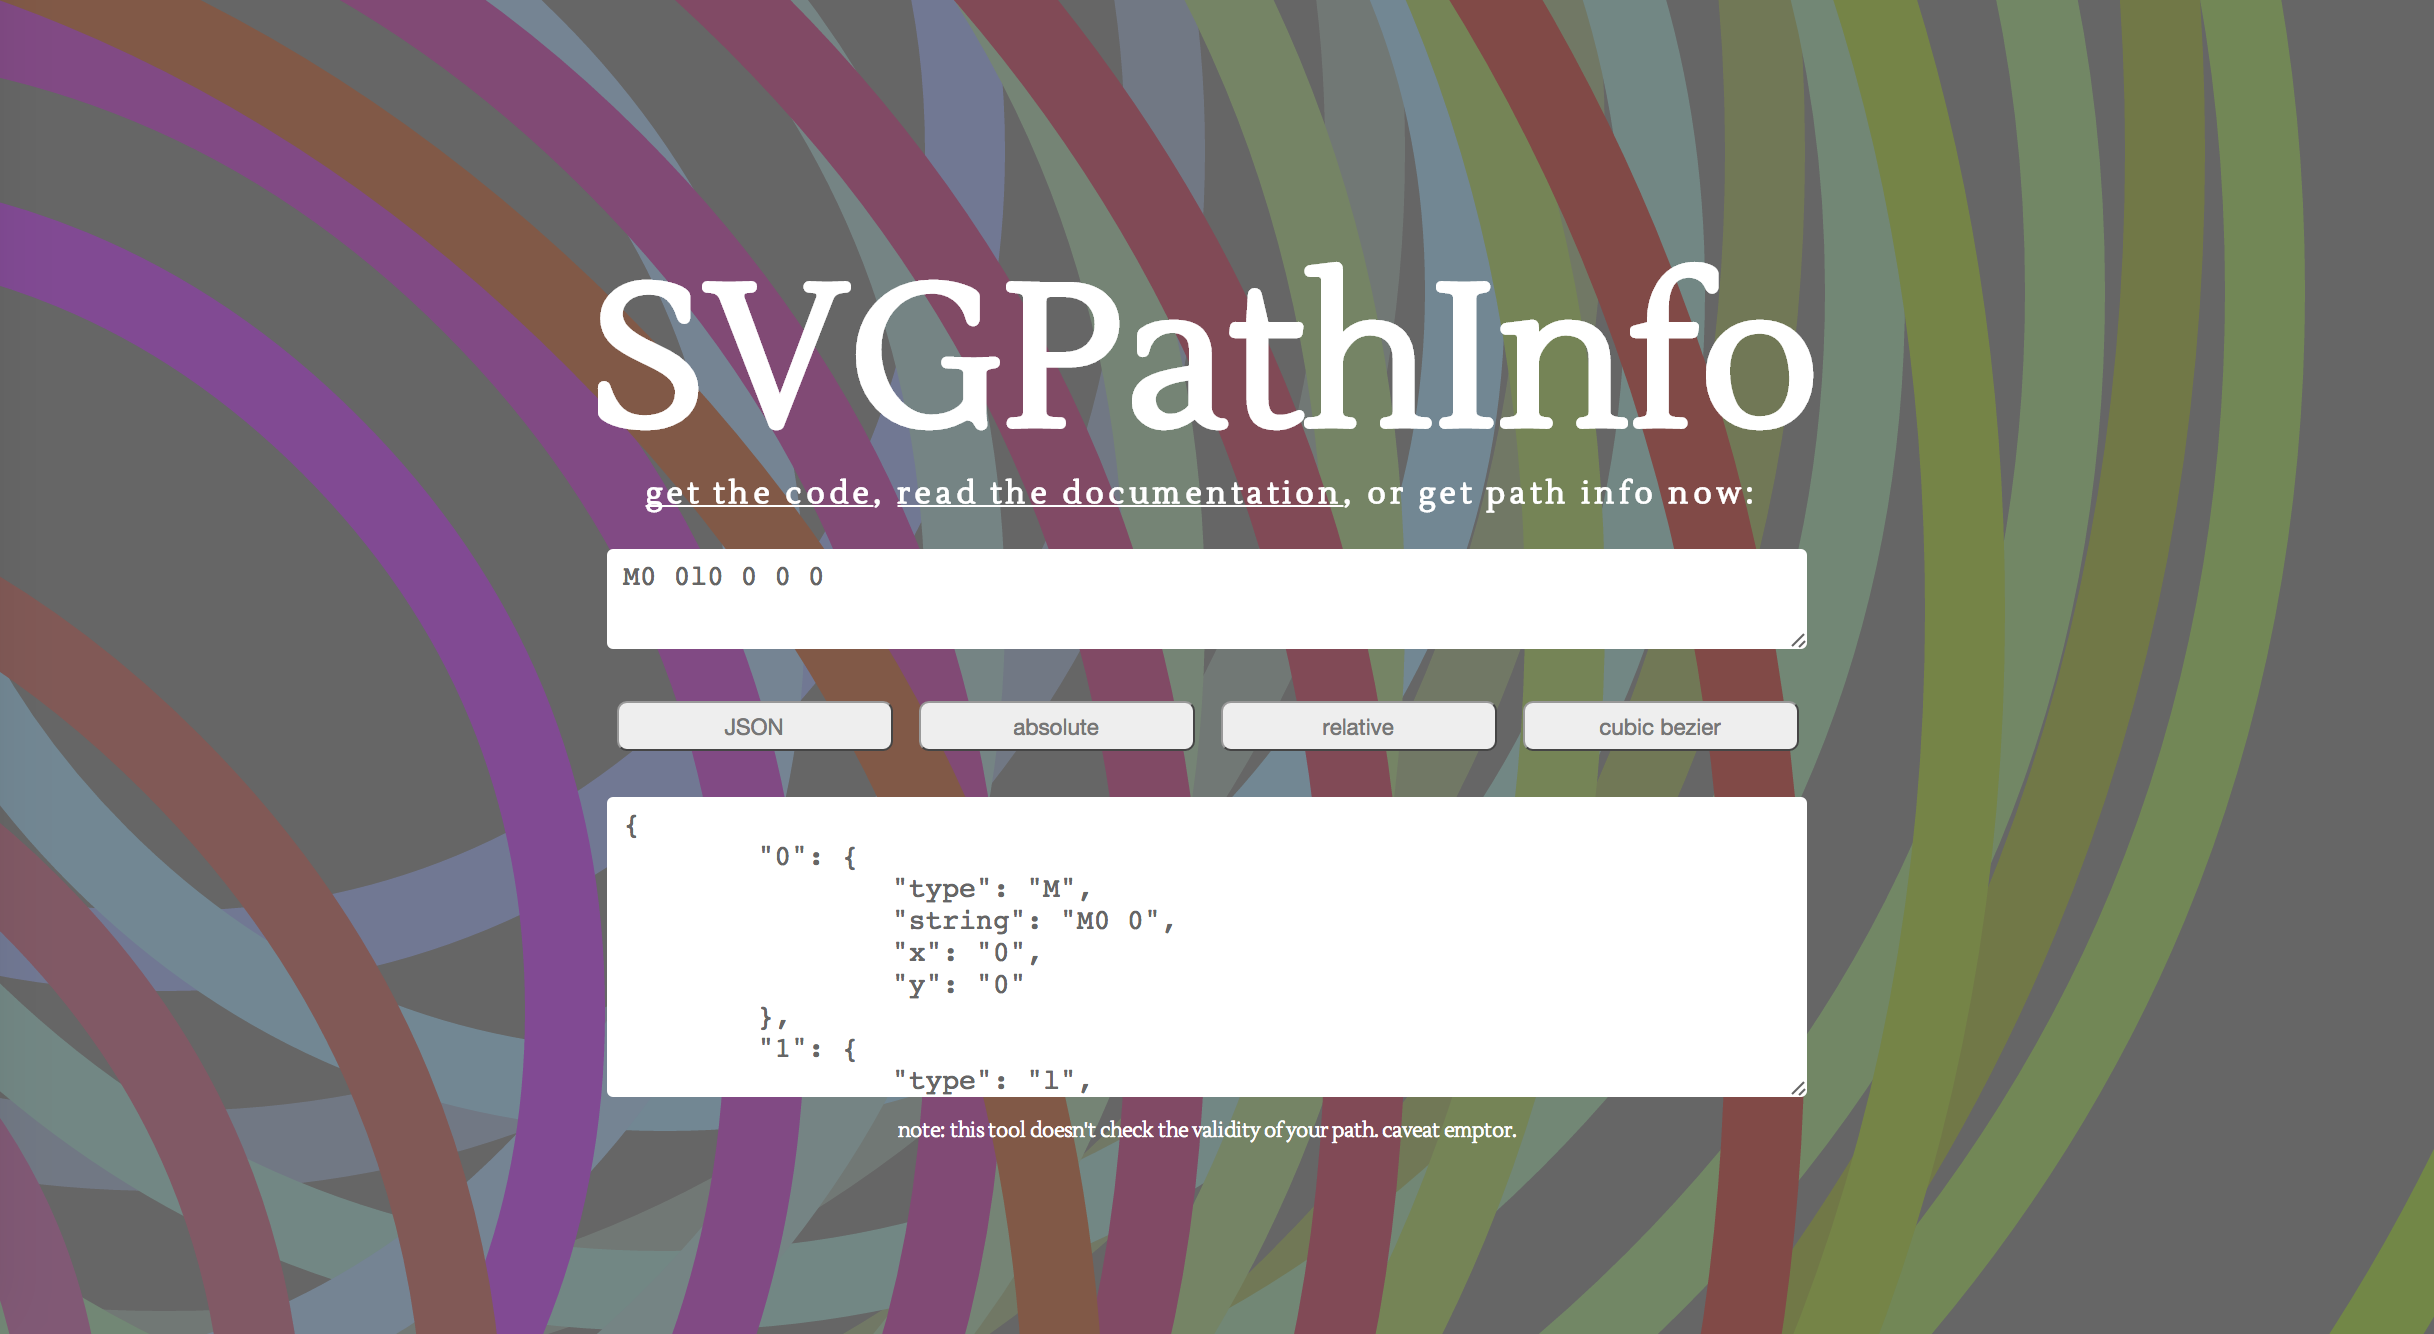 SVGPathInfo
get the code, read the documentation, or get path info now:
M0 0l0 0 0 0
JSON absolute relative cubic bezier
{
"0": {
"type": "M",
"string": "M0 0",
"x": "0",
"y": "0"
},
"1": {
"type": "l",
note: this tool doesn't check the validity of your path. caveat emptor.